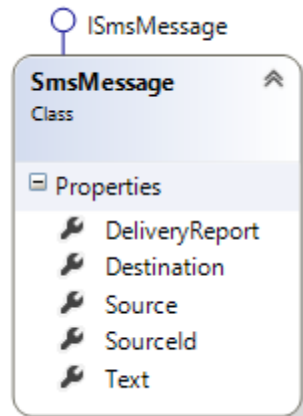 ISmsMessage
SmsMessage
Class
Properties
DeliveryReport
Destination
Source
SourceId
Text